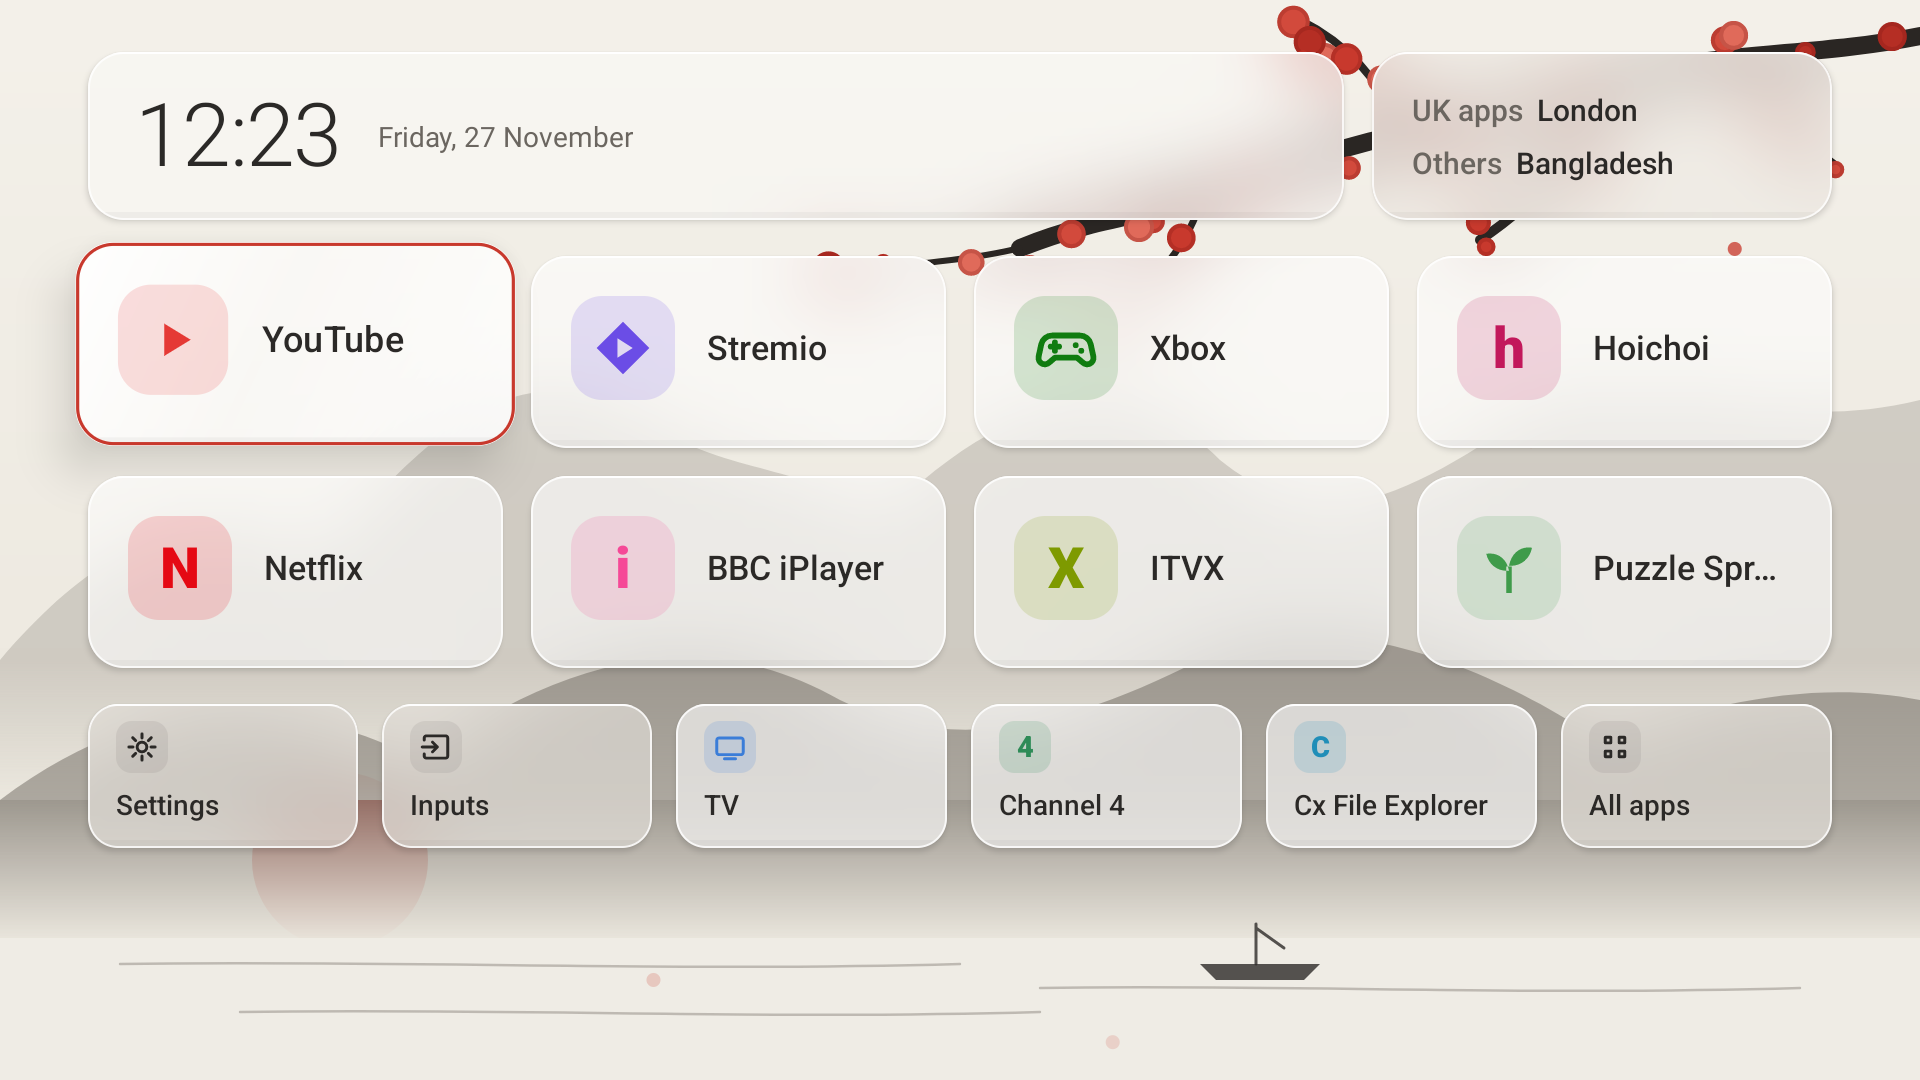 12:23
Friday, 27 November
UK apps London
Others Bangladesh
YouTube
Stremio
Xbox
h
Hoichoi
N
Netflix
i
BBC iPlayer
X
ITVX
Puzzle Spr...
Settings
Inputs
TV
4
Channel 4
C
Cx File Explorer
All apps